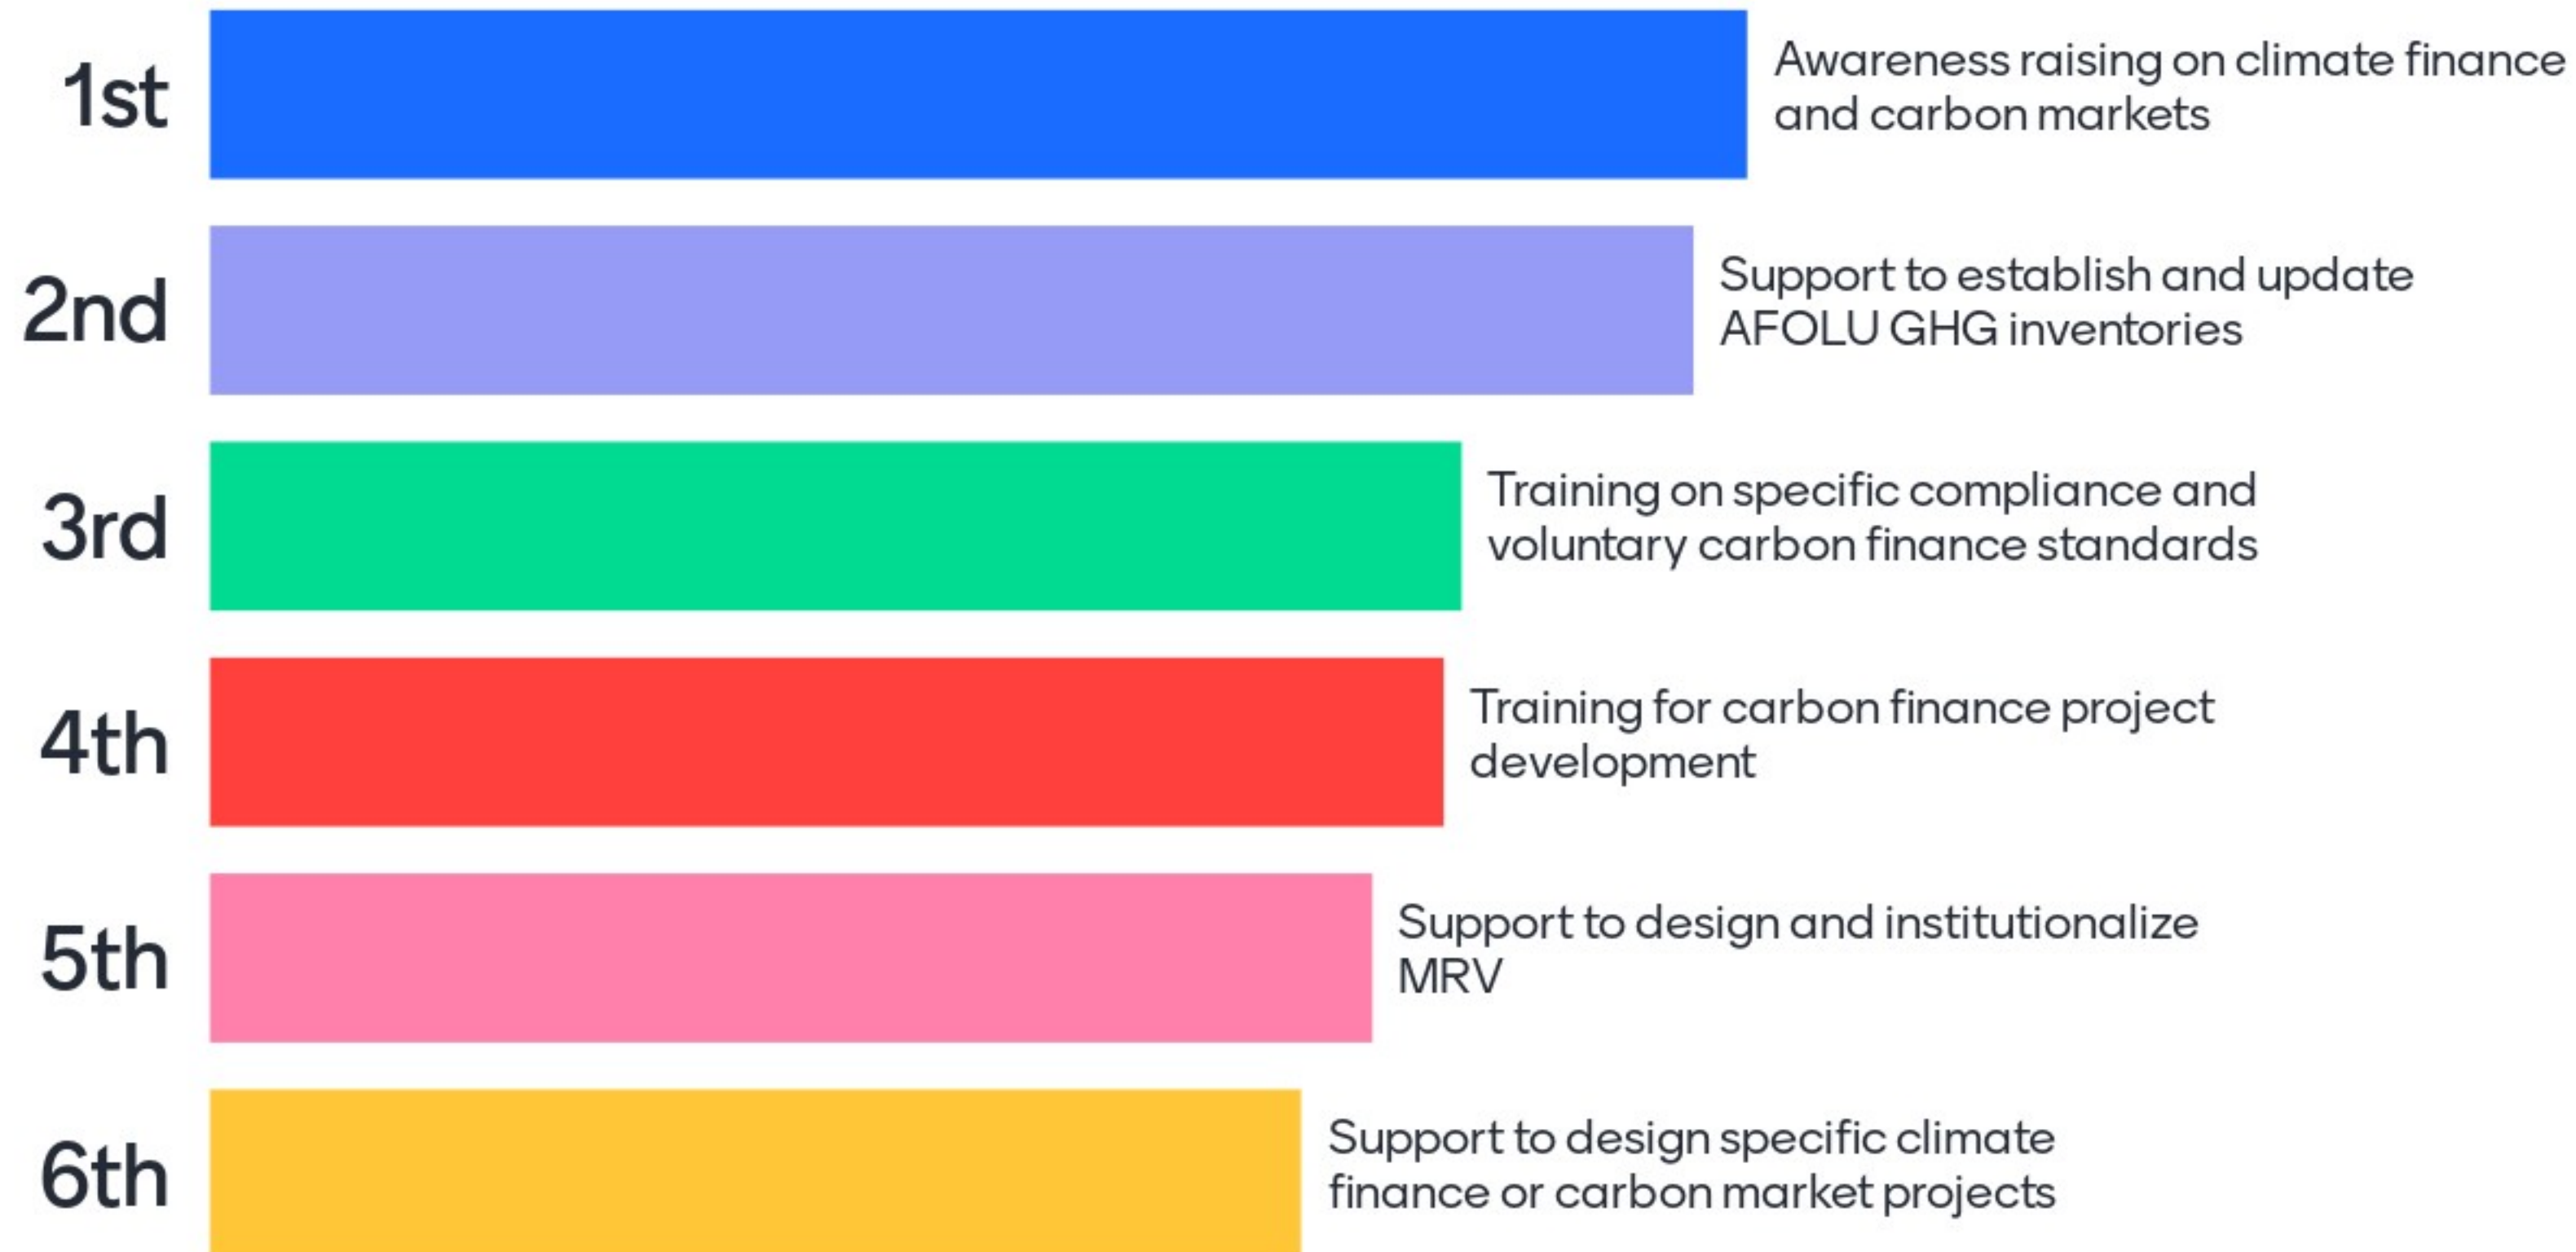 1st
Awareness raising on climate finance
and carbon markets
2nd
Support to establish and update
AFOLU GHG inventories
3rd
Training on specific compliance and
voluntary carbon finance standards
4th
Training for carbon finance project
development
5th
Support to design and institutionalize
MRV
6th
Support to design specific climate
finance or carbon market projects